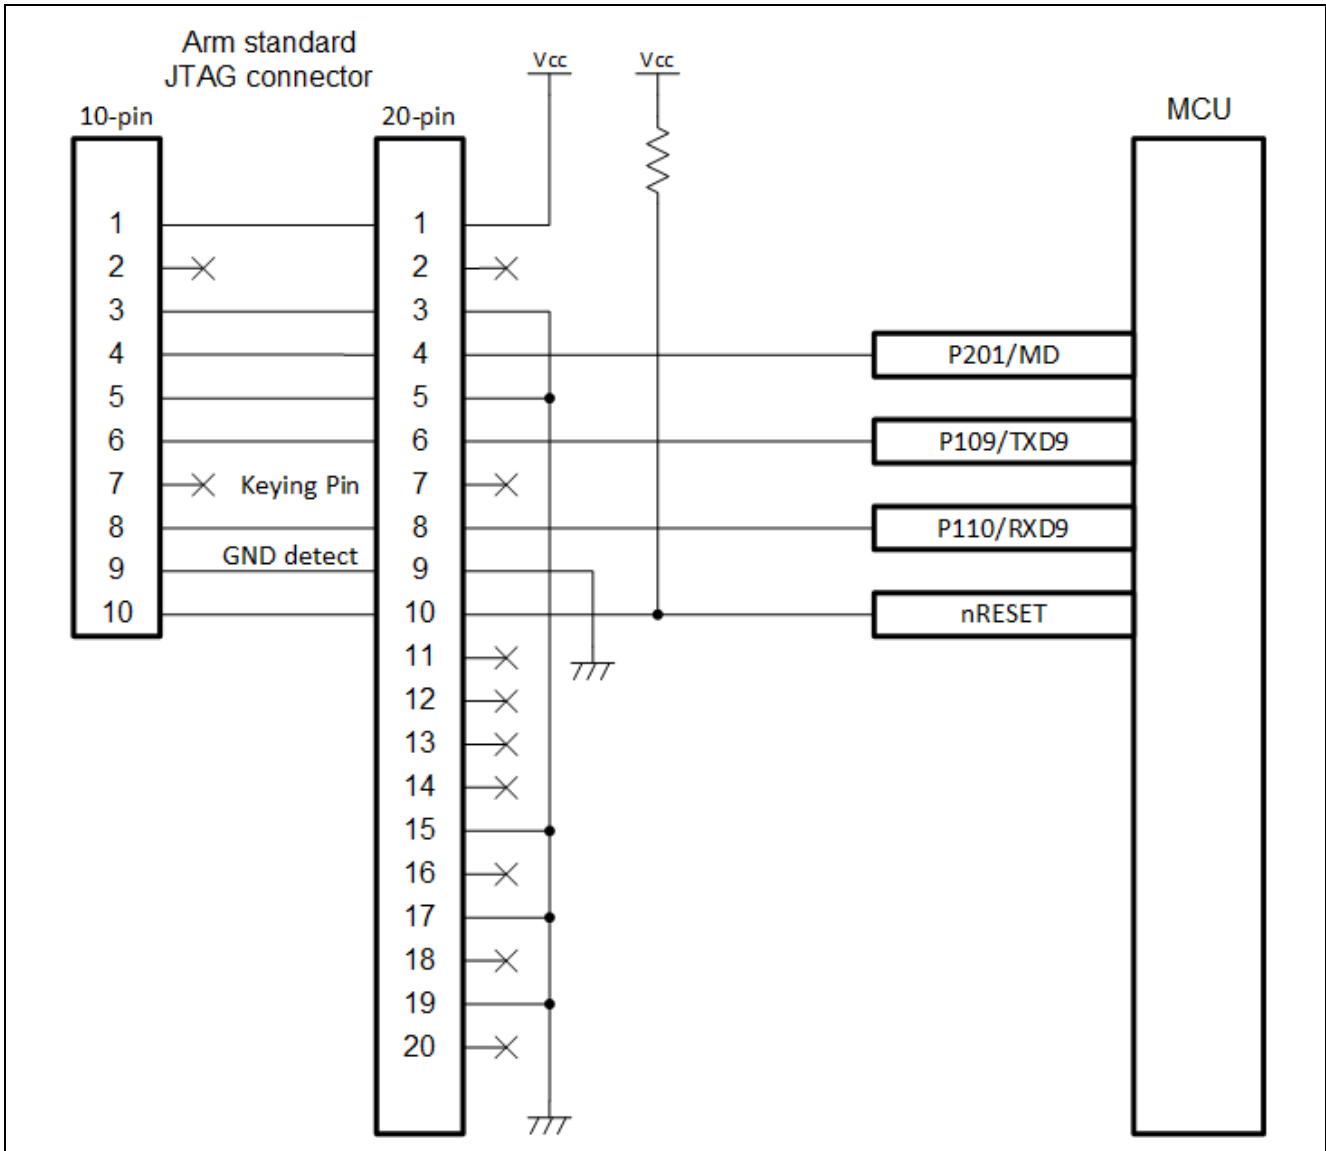 Arm standard
JTAG connector
Vcc
Vcc
10-pin
20-pin
MCU
1
1
2
2
3
3
4
4
P201/MD
5
5
6
6
P109/TXD9
7
Keying Pin
7
8
8
P110/RXD9
GND detect
9
9
10
10
nRESET
11
12
13
14
15
16
17
18
19
20